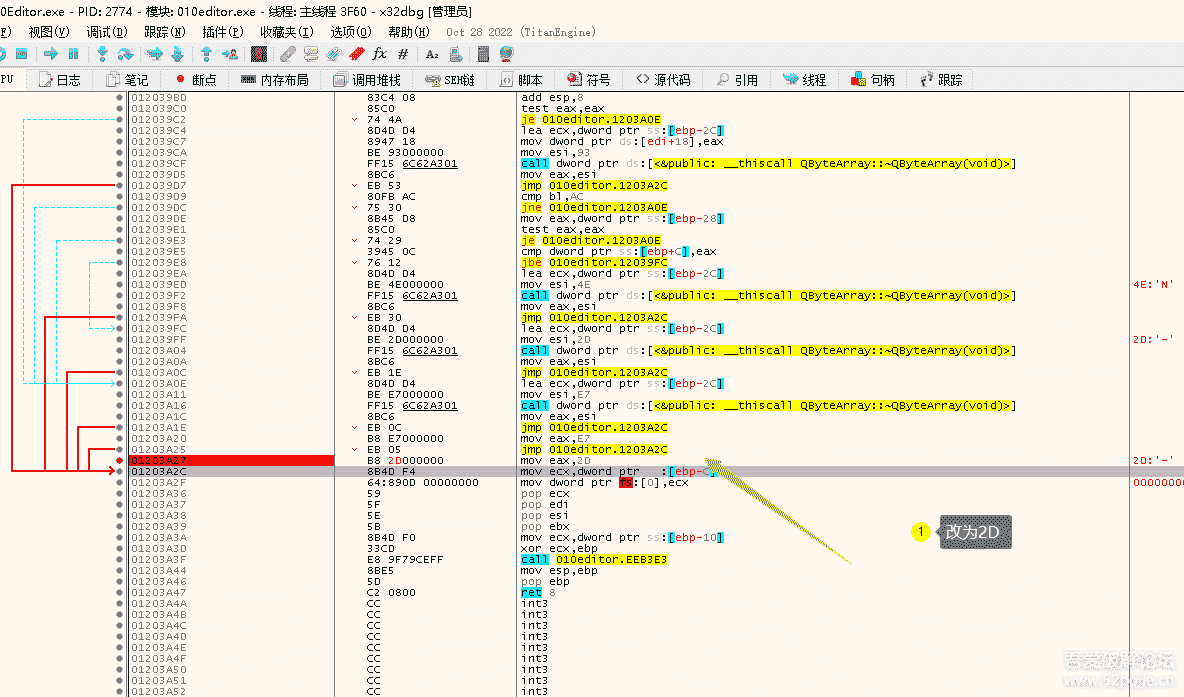 0Editor.exe - PID: 2774 - 模块: 010editor.exe - 线程: 主线程 3F60 - x32dbg [管理员]
F) 视图(V) 调试(D) 跟踪(N) 插件(P) 收藏夹(I) 选项(O) 帮助(H) Oct 28 2022 (TitanEngine)
PU 日志 笔记 断点 内存布局 调用堆栈 SEH链 脚本 符号 源代码 引用 线程 句柄 跟踪
012039BD 83C4 08 add esp,8
012039C0 85C0 test eax,eax
012039C2 74 4A je 010editor.1203A0E
012039C4 8D4D D4 lea ecx,dword ptr ss:[ebp-2C]
012039C7 8947 18 mov dword ptr ds:[edi+18],eax
012039CA BE 93000000 mov esi,93
012039CF FF15 6C62A301 call dword ptr ds:[<&public: __thiscall QByteArray::~QByteArray(void)>]
012039D5 8BC6 mov eax,esi
012039D7 EB 53 jmp 010editor.1203A2C
012039D9 80FB AC cmp bl,AC
012039DC 75 30 jne 010editor.1203A0E
012039DE 8B45 D8 mov eax,dword ptr ss:[ebp-28]
012039E1 85C0 test eax,eax
012039E3 74 29 je 010editor.1203A0E
012039E5 3945 0C cmp dword ptr ss:[ebp+C],eax
012039E8 76 12 jbe 010editor.12039FC
012039EA 8D4D D4 lea ecx,dword ptr ss:[ebp-2C]
012039ED BE 4E000000 mov esi,4E 4E:'N'
012039F2 FF15 6C62A301 call dword ptr ds:[<&public: __thiscall QByteArray::~QByteArray(void)>]
012039F8 8BC6 mov eax,esi
012039FA EB 30 jmp 010editor.1203A2C
012039FC 8D4D D4 lea ecx,dword ptr ss:[ebp-2C]
012039FF BE 2D000000 mov esi,2D 2D:'-'
01203A04 FF15 6C62A301 call dword ptr ds:[<&public: __thiscall QByteArray::~QByteArray(void)>]
01203A0A 8BC6 mov eax,esi
01203A0C EB 1E jmp 010editor.1203A2C
01203A0E 8D4D D4 lea ecx,dword ptr ss:[ebp-2C]
01203A11 BE E7000000 mov esi,E7
01203A16 FF15 6C62A301 call dword ptr ds:[<&public: __thiscall QByteArray::~QByteArray(void)>]
01203A1C 8BC6 mov eax,esi
01203A1E EB 0C jmp 010editor.1203A2C
01203A20 B8 E7000000 mov eax,E7
01203A25 EB 05 jmp 010editor.1203A2C
01203A27 B8 2D000000 mov eax,2D 2D:'-'
01203A2C 8B4D F4 mov ecx,dword ptr :[ebp-C]
01203A2F 64:890D 00000000 mov dword ptr fs:[0],ecx 0000000
01203A36 59 pop ecx
01203A37 5F pop edi
01203A38 5E pop esi
01203A39 5B pop ebx
01203A3A 8B4D F0 mov ecx,dword ptr ss:[ebp-10]
01203A3D 33CD xor ecx,ebp
01203A3F E8 9F79CEFF call 010editor.EEB3E3
01203A44 8BE5 mov esp,ebp
01203A46 5D pop ebp
01203A47 C2 0800 ret 8
01203A4A CC int3
01203A4B CC int3
01203A4C CC int3
01203A4D CC int3
01203A4E CC int3
01203A4F CC int3
01203A50 CC int3
01203A51 CC int3
01203A52 CC int3
1 改为2D
吾爱破解论坛
www.52pojie.cn